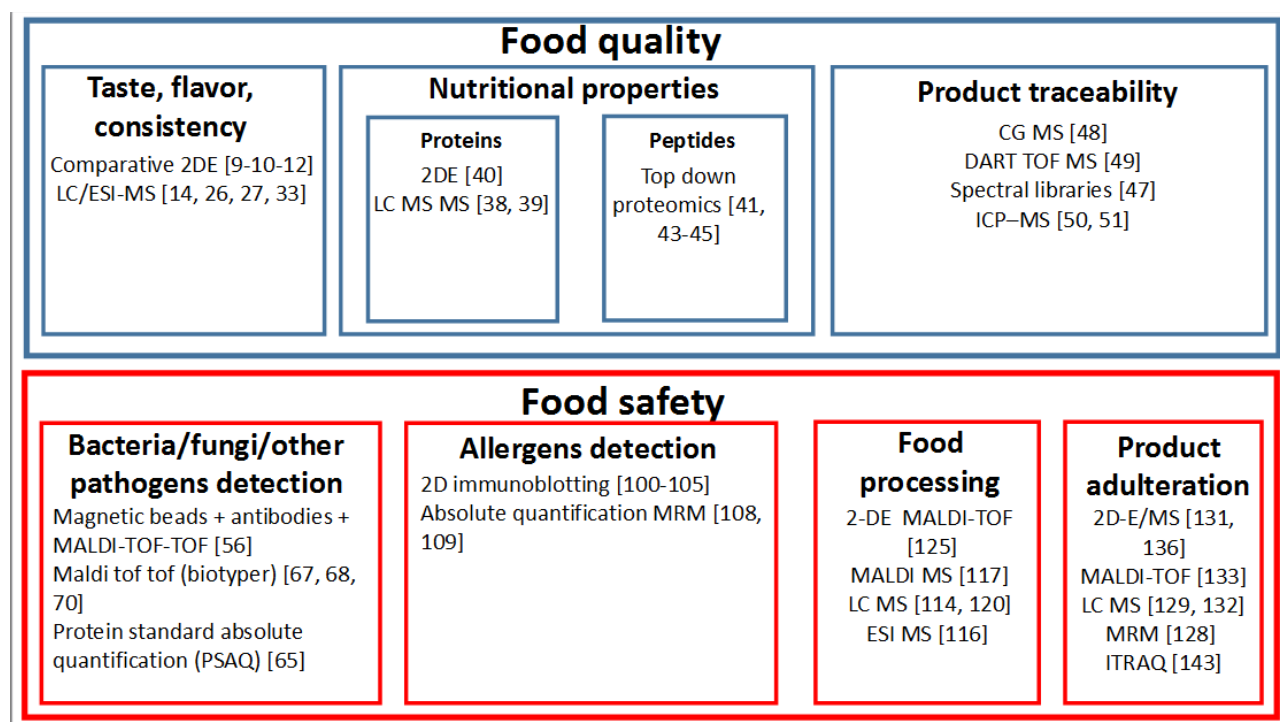 Food quality
Taste, flavor,
consistency
Comparative 2DE [9-10-12]
LC/ESI-MS [14, 26, 27, 33]
Nutritional properties
Proteins
2DE [40]
LC MS MS [38, 39]
Peptides
Top down
proteomics [41,
43-45]
Product traceability
CG MS [48]
DART TOF MS [49]
Spectral libraries [47]
ICP–MS [50, 51]
Food safety
Bacteria/fungi/other
pathogens detection
Magnetic beads + antibodies +
MALDI-TOF-TOF [56]
Maldi tof tof (biotyper) [67, 68,
70]
Protein standard absolute
quantification (PSAQ) [65]
Allergens detection
2D immunoblotting [100-105]
Absolute quantification MRM [108,
109]
Food
processing
2-DE  MALDI-TOF
[125]
MALDI MS [117]
LC MS [114, 120]
ESI MS [116]
Product
adulteration
2D-E/MS [131,
136]
MALDI-TOF [133]
LC MS [129, 132]
MRM [128]
ITRAQ [143]